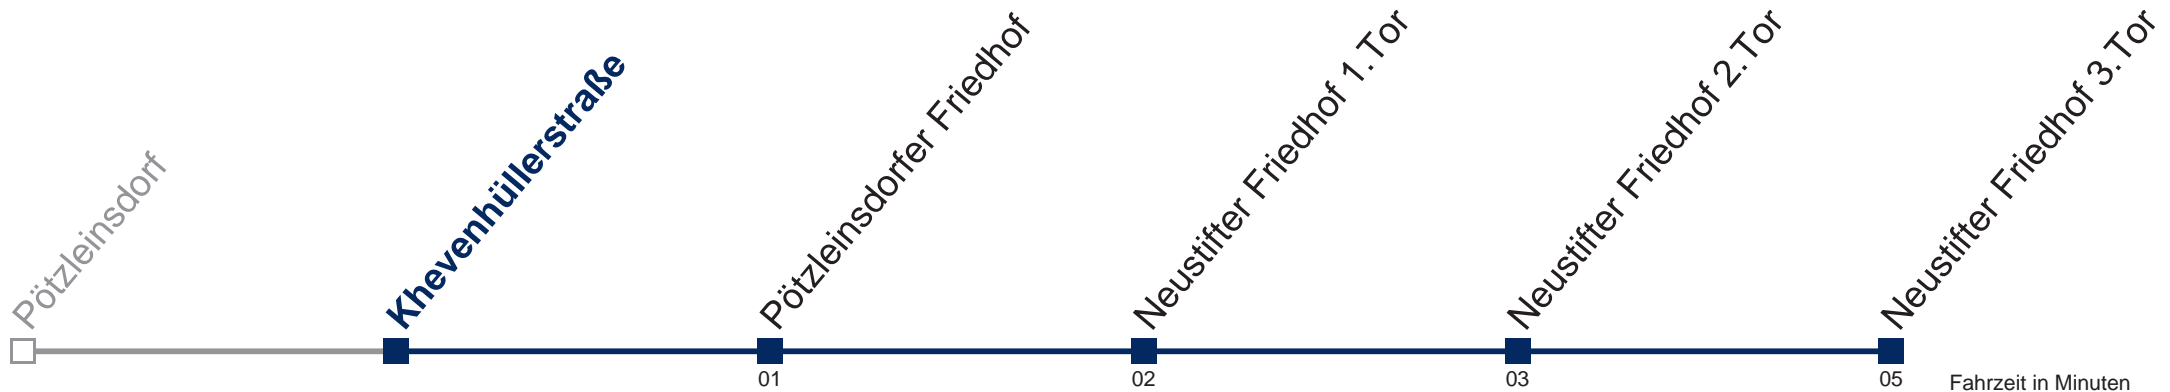 Pötzleinsdorf
Khevenhüllerstraße
Pötzleinsdorfer Friedhof
Neustifter Friedhof 1.Tor
Neustifter Friedhof 2.Tor
Neustifter Friedhof 3.Tor
01
02
03
05
Fahrzeit in Minuten